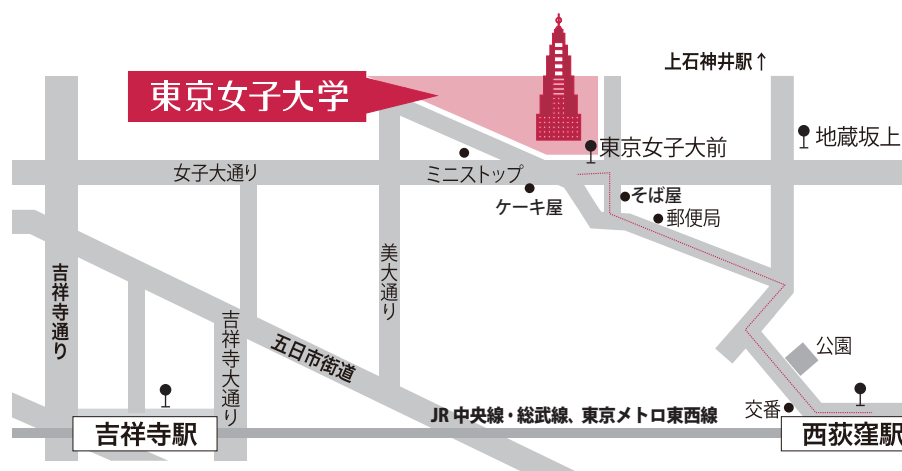 上石神井駅↑
東京女子大学
地蔵坂上
東京女子大前
女子大通り
ミニストップ
そば屋
ケーキ屋
郵便局
美大通り
吉祥寺通り
吉祥寺大通り
五日市街道
公園
交番
JR中央線・総武線、東京メトロ東西線
吉祥寺駅
西荻窪駅